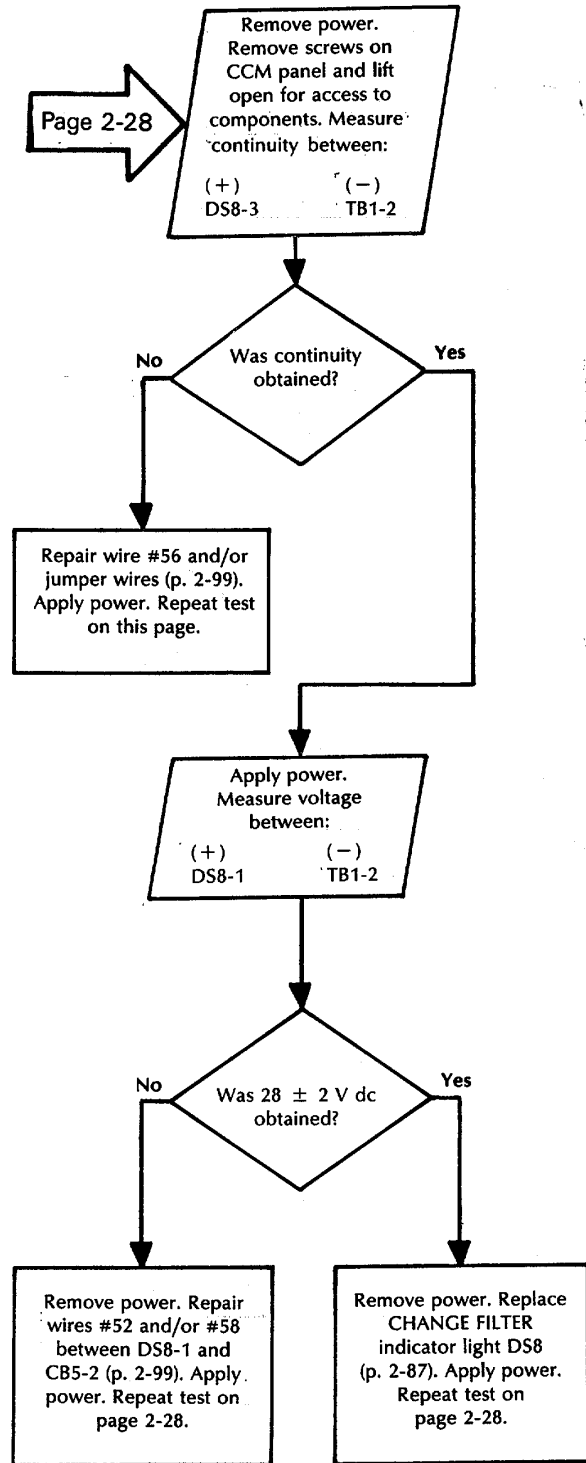 Remove power.
Remove screws on
CCM panel and lift
open for access to
components. Measure
continuity between:
(+) (−)
DS8-3 TB1-2
Page 2-28
Was continuity
obtained?
No
Yes
Repair wire #56 and/or
jumper wires (p. 2-99).
Apply power. Repeat test
on this page.
Apply power.
Measure voltage
between:
(+) (−)
DS8-1 TB1-2
Was 28 ± 2 V dc
obtained?
No
Yes
Remove power. Repair
wires #52 and/or #58
between DS8-1 and
CB5-2 (p. 2-99). Apply
power. Repeat test on
page 2-28.
Remove power. Replace
CHANGE FILTER
indicator light DS8
(p. 2-87). Apply power.
Repeat test on
page 2-28.